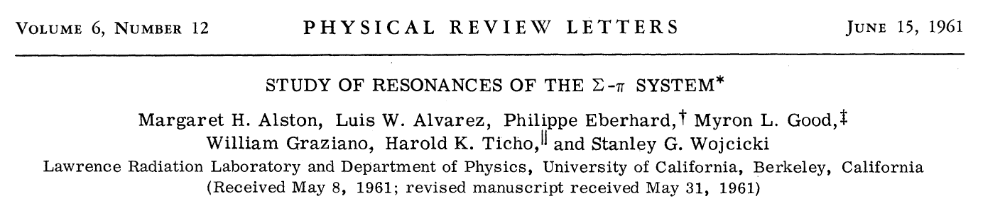 VOLUME 6, NUMBER 12 PHYSICAL REVIEW LETTERS JUNE 15, 1961
STUDY OF RESONANCES OF THE Σ-π SYSTEM*
Margaret H. Alston, Luis W. Alvarez, Philippe Eberhard,† Myron L. Good,‡
William Graziano, Harold K. Ticho,|| and Stanley G. Wojcicki
Lawrence Radiation Laboratory and Department of Physics, University of California, Berkeley, California
(Received May 8, 1961; revised manuscript received May 31, 1961)